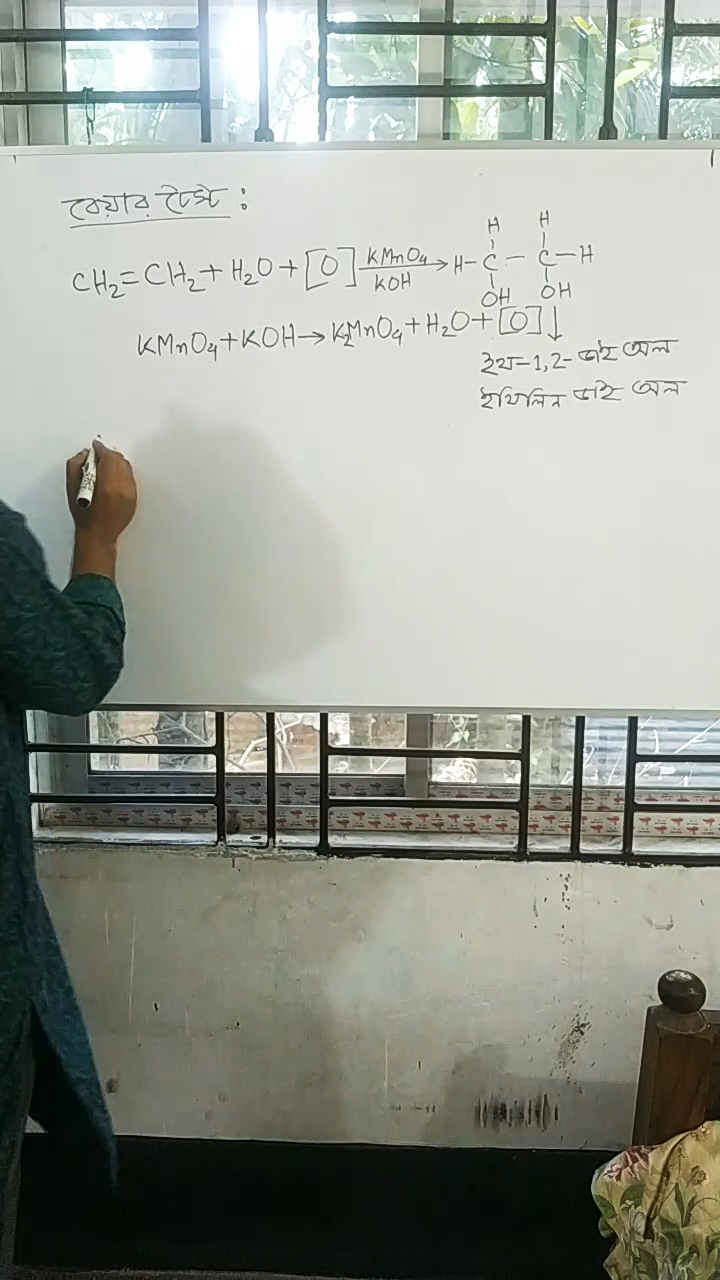 বেয়ার টেস্ট :
CH₂=CH₂+H₂O+[O] KMnO₄ / KOH → H-C-C-H
H H
OH OH
KMnO₄+KOH→K₂MnO₄+H₂O+[O] ↓
ইথ-1,2-ডাই অল
ইথিলিন ডাই অল